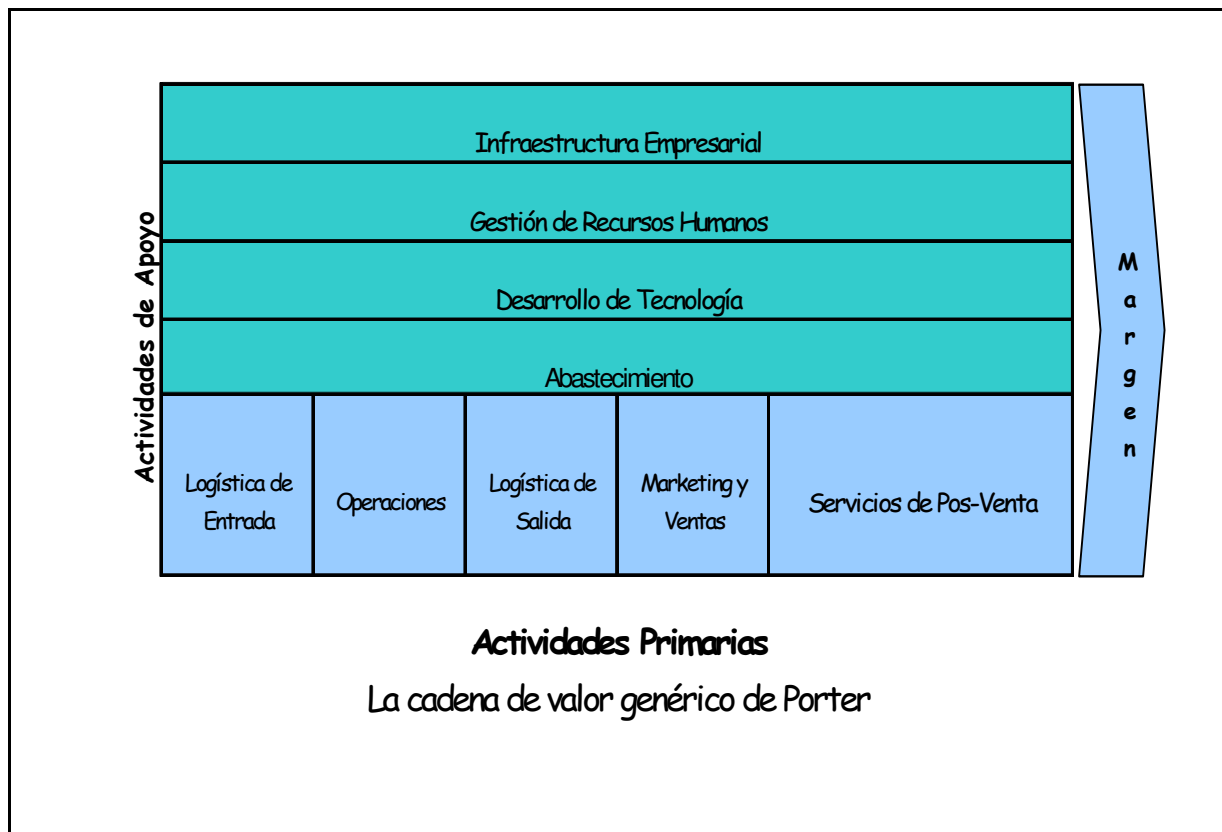 Infraestructura Empresarial
Gestión de Recursos Humanos
Desarrollo de Tecnología
Abastecimiento
Actividades de Apoyo
Logística de
Entrada
Operaciones
Logística de
Salida
Marketing y
Ventas
Servicios de Pos-Venta
Margen
Actividades Primarias
La cadena de valor genérico de Porter